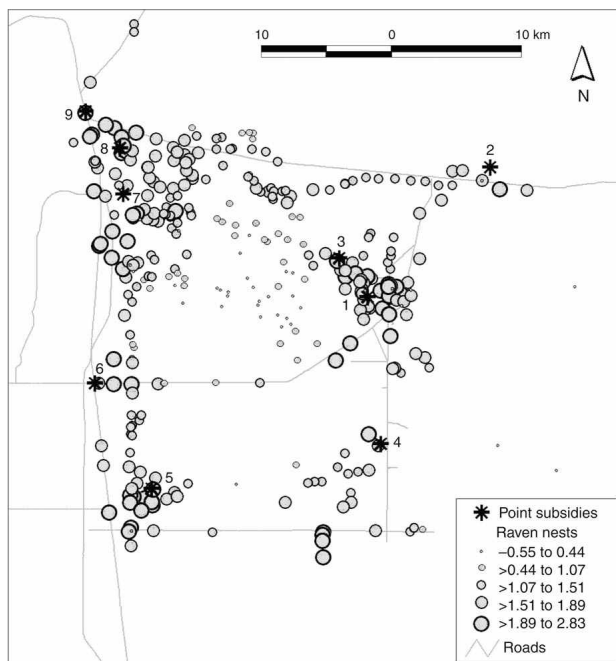 10 0 10 km
N
2
9
8
7
3
1
6
4
5
Point subsidies
Raven nests
−0.55 to 0.44
>0.44 to 1.07
>1.07 to 1.51
>1.51 to 1.89
>1.89 to 2.83
Roads